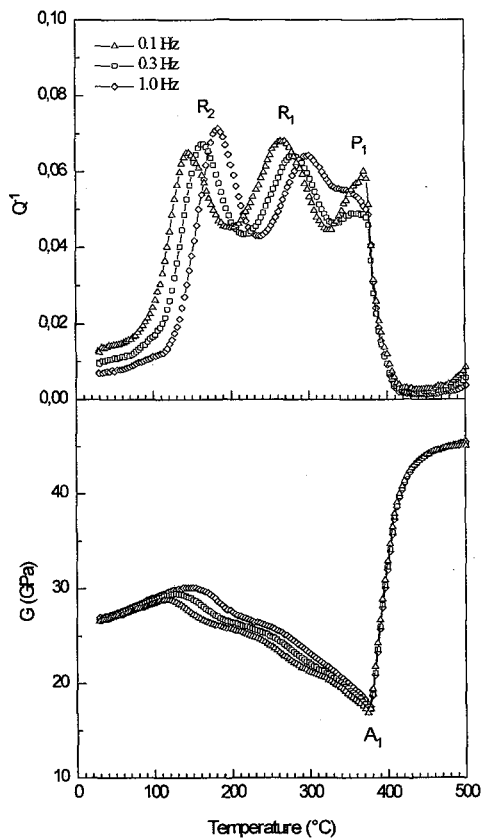 0,10
0.1 Hz
0.3 Hz
1.0 Hz
R2
R1
P1
0,08
0,06
Q-1
0,04
0,02
0,00
40
30
G (GPa)
20
A1
10
0 100 200 300 400 500
Temperature (°C)